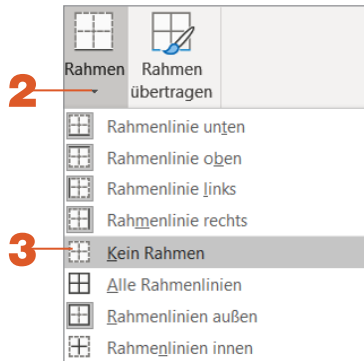 Rahmen
Rahmen übertragen
2
Rahmenlinie unten
Rahmenlinie oben
Rahmenlinie links
Rahmenlinie rechts
3
Kein Rahmen
Alle Rahmenlinien
Rahmenlinien außen
Rahmenlinien innen